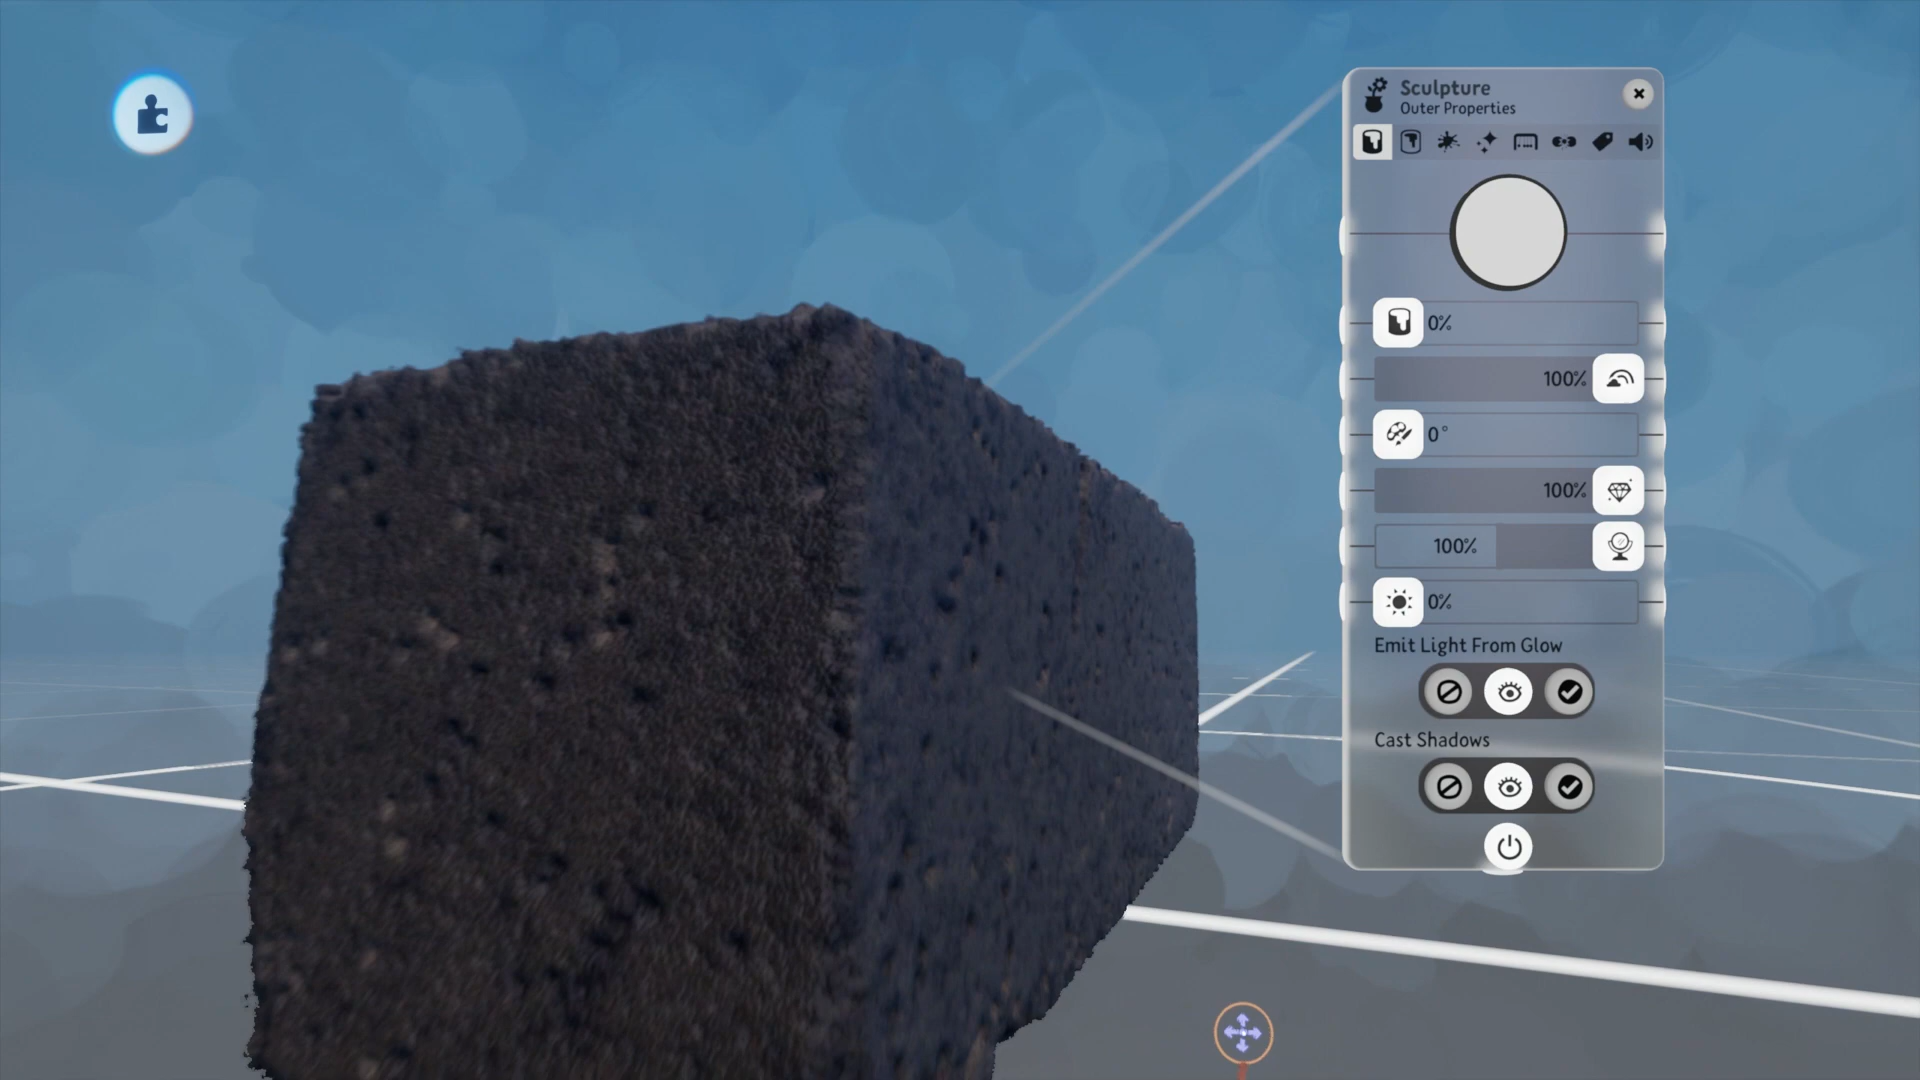 Sculpture
Outer Properties
0%
100%
0°
100%
100%
0%
Emit Light From Glow
Cast Shadows